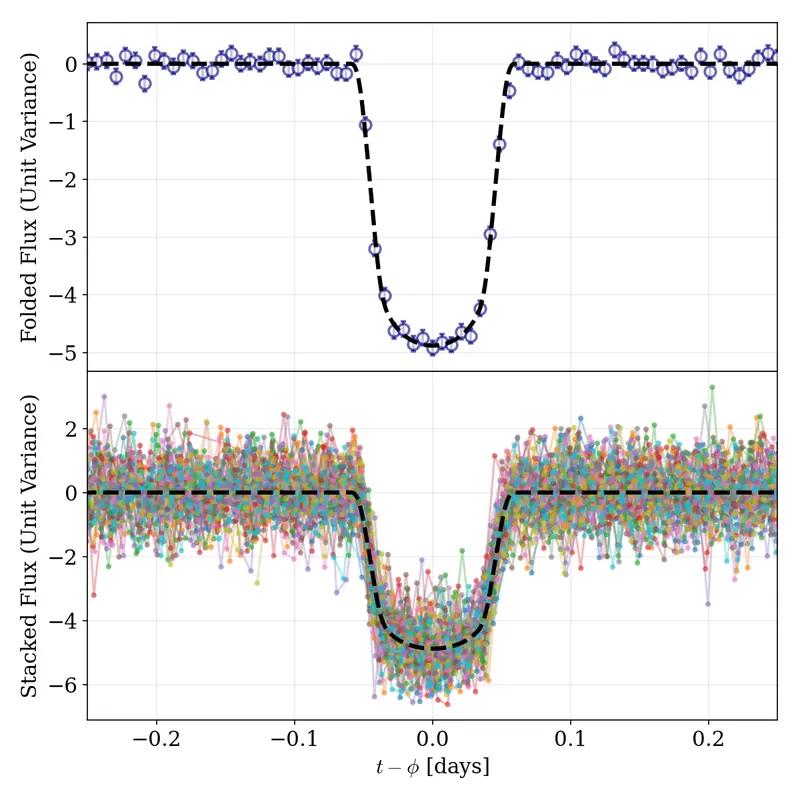 Folded Flux (Unit Variance)
0
−1
−2
−3
−4
−5
Stacked Flux (Unit Variance)
2
0
−2
−4
−6
−0.2 −0.1 0.0 0.1 0.2
t − ϕ [days]